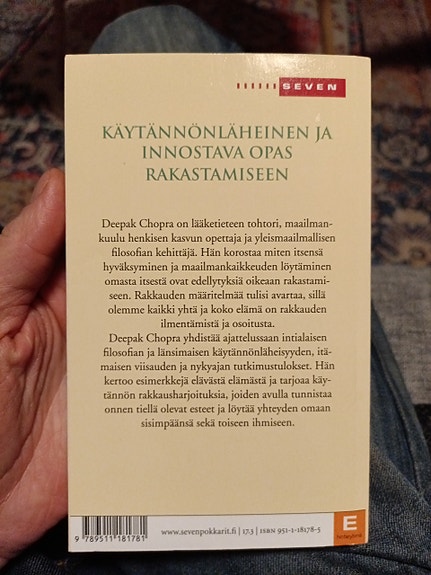 SEVEN
KÄYTÄNNÖNLÄHEINEN JA
INNOSTAVA OPAS
RAKASTAMISEEN
Deepak Chopra on lääketieteen tohtori, maailman-
kuulu henkisen kasvun opettaja ja yleismaailmallisen
filosofian kehittäjä. Hän korostaa miten itsensä
hyväksyminen ja maailmankaikkeuden löytäminen
omasta itsestä ovat edellytyksiä oikeaan rakastami-
seen. Rakkauden määritelmää tulisi avartaa, sillä
olemme kaikki yhtä ja koko elämä on rakkauden
ilmentämistä ja osoitusta.
Deepak Chopra yhdistää ajattelussaan intialaisen
filosofian ja länsimaisen käytännönläheisyyden, itä-
maisen viisauden ja nykyajan tutkimustulokset. Hän
kertoo esimerkkejä elävästä elämästä ja tarjoaa käy-
tännön rakkausharjoituksia, joiden avulla tunnistaa
onnen tiellä olevat esteet ja löytää yhteyden omaan
sisimpäänsä sekä toiseen ihmiseen.
9 789511 181781
www.sevenpokkarit.fi | 17.3 | ISBN 951-1-18178-5
E